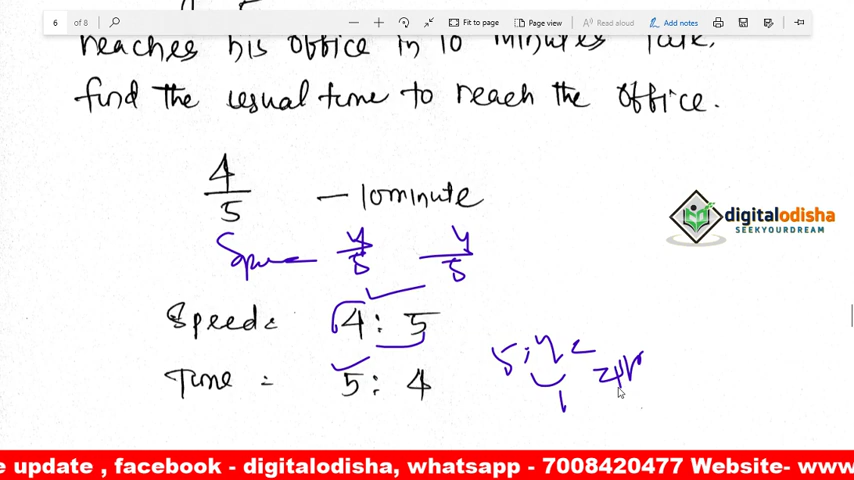 6 of 8 Fit to page Page view Read aloud Add notes
reaches his office in 10 minutes late.
find the usual time to reach the office.
4/5 — 10 minute
4/5 4/5
digitalodisha
SEEKYOURDREAM
Speed = 4 : 5
Time = 5 : 4
5 : 4 =
1
e update , facebook - digitalodisha, whatsapp - 7008420477 Website- www